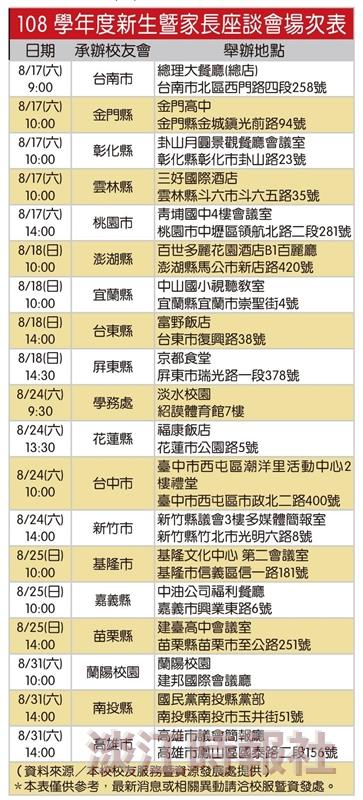 108 學年度新生暨家長座談會場次表
日期 承辦校友會 舉辦地點
8/17(六) 9:00 台南市 總理大餐廳(總店)
台南市北區西門路四段258號
8/17(六) 10:00 金門縣 金門高中
金門縣金城鎮光前路94號
8/17(六) 10:00 彰化縣 卦山月圓景觀餐廳會議室
彰化縣彰化市卦山路23號
8/17(六) 10:00 雲林縣 三好國際酒店
雲林縣斗六市斗六五路35號
8/17(六) 14:00 桃園市 青埔國中4樓會議室
桃園市中壢區領航北路二段281號
8/18(日) 10:00 澎湖縣 百世多麗花園酒店B1百麗廳
澎湖縣馬公市新店路420號
8/18(日) 10:00 宜蘭縣 中山國小視聽教室
宜蘭縣宜蘭市崇聖街4號
8/18(日) 14:00 台東縣 富野飯店
台東市復興路38號
8/18(日) 14:30 屏東縣 京都食堂
屏東市瑞光路一段378號
8/24(六) 9:30 學務處 淡水校園
紹謨體育館7樓
8/24(六) 13:30 花蓮縣 福康飯店
花蓮市公園路5號
8/24(六) 10:00 台中市 臺中市西屯區潮洋里活動中心2
樓禮堂
臺中市西屯區市政北二路400號
8/24(六) 14:00 新竹市 新竹縣議會3樓多媒體簡報室
新竹縣竹北市光明六路8號
8/25(日) 10:00 基隆市 基隆文化中心 第二會議室
基隆市信義區信一路181號
8/25(日) 10:00 嘉義縣 中油公司福利餐廳
嘉義市興業東路6號
8/25(日) 14:00 苗栗縣 建臺高中會議室
苗栗縣苗栗市至公路251號
8/31(六) 10:00 蘭陽校園 蘭陽校園
建邦國際會議廳
8/31(六) 14:00 南投縣 國民黨南投縣黨部
南投縣南投市玉井街51號
8/31(六) 14:00 高雄市 高雄市議會簡報廳
高雄市鳳山區國泰路二段156號
(資料來源/本校校友服務暨資源發展處提供)
*本表僅供參考,最新消息或相關異動請洽校服暨資發處。
淡江時報社